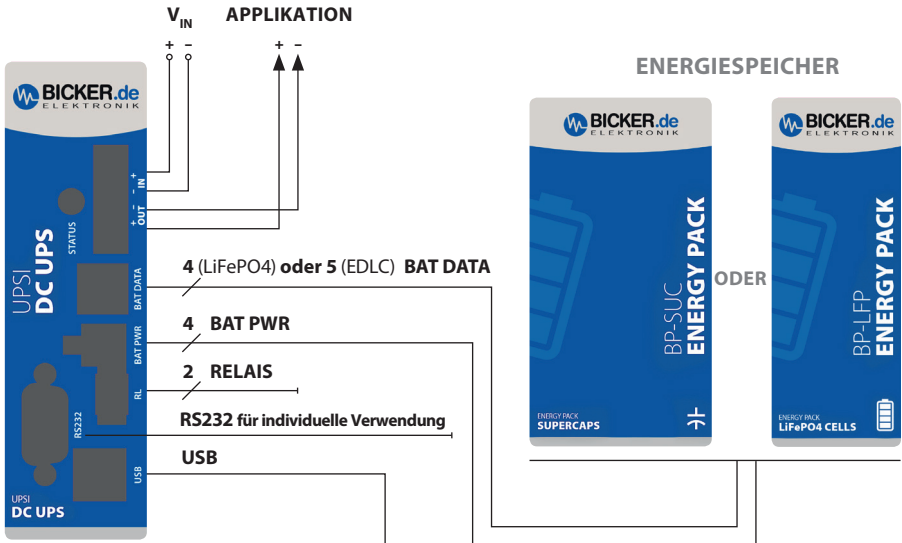 V_IN APPLIKATION
+ − + −
BICKER.de
ELEKTRONIK
− + IN
+ − OUT
STATUS
UPSI
DC UPS
BAT DATA
BAT PWR
RL
RS232
USB
UPSI
DC UPS
4 (LiFePO4) oder 5 (EDLC) BAT DATA
4 BAT PWR
2 RELAIS
RS232 für individuelle Verwendung
USB
ENERGIESPEICHER
BICKER.de
ELEKTRONIK
BP-SUC
ENERGY PACK
ENERGY PACK
SUPERCAPS
ODER
BICKER.de
ELEKTRONIK
BP-LFP
ENERGY PACK
ENERGY PACK
LiFePO4 CELLS